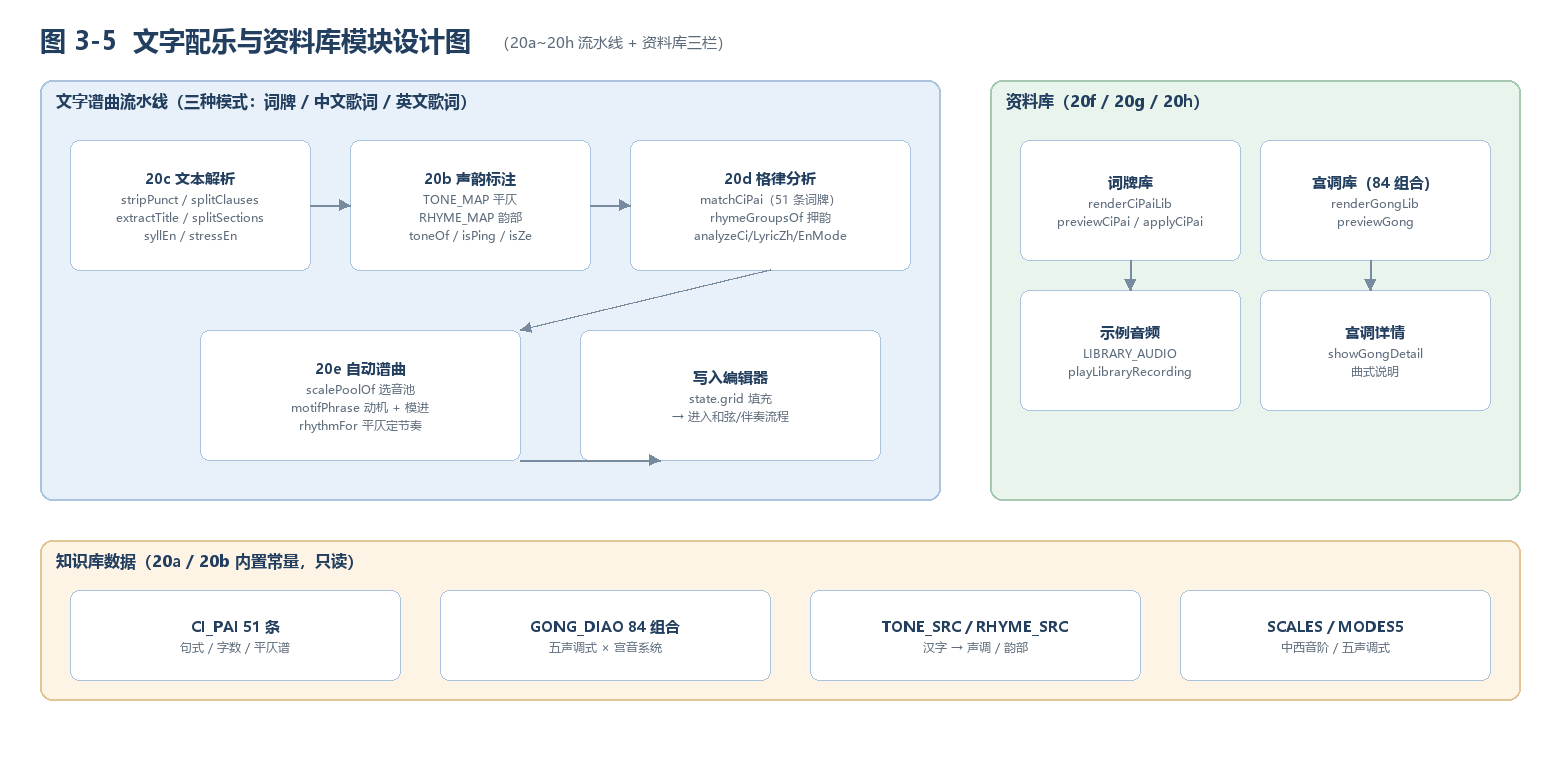 图 3-5 文字配乐与资料库模块设计图
（20a~20h 流水线 + 资料库三栏）
文字谱曲流水线（三种模式：词牌 / 中文歌词 / 英文歌词）
20c 文本解析
stripPunct / splitClauses
extractTitle / splitSections
syllEn / stressEn
20b 声韵标注
TONE_MAP 平仄
RHYME_MAP 韵部
toneOf / isPing / isZe
20d 格律分析
matchCiPai（51 条词牌）
rhymeGroupsOf 押韵
analyzeCi/LyricZh/EnMode
20e 自动谱曲
scalePoolOf 选音池
motifPhrase 动机 + 模进
rhythmFor 平仄定节奏
写入编辑器
state.grid 填充
→ 进入和弦/伴奏流程
资料库（20f / 20g / 20h）
词牌库
renderCiPaiLib
previewCiPai / applyCiPai
宫调库（84 组合）
renderGongLib
previewGong
示例音频
LIBRARY_AUDIO
playLibraryRecording
宫调详情
showGongDetail
曲式说明
知识库数据（20a / 20b 内置常量，只读）
CI_PAI 51 条
句式 / 字数 / 平仄谱
GONG_DIAO 84 组合
五声调式 × 宫音系统
TONE_SRC / RHYME_SRC
汉字 → 声调 / 韵部
SCALES / MODES5
中西音阶 / 五声调式